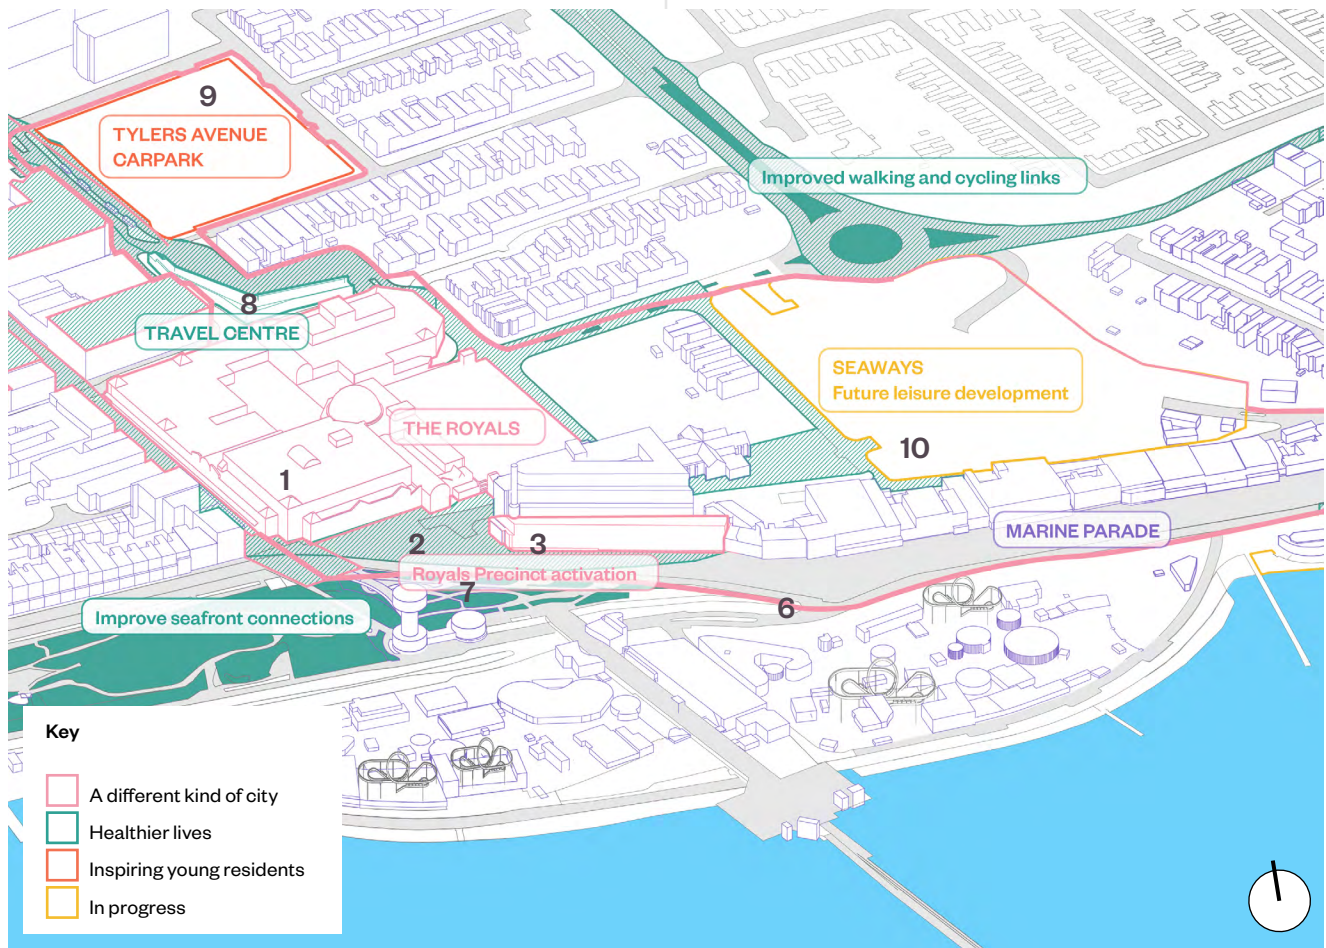 9
TYLERS AVENUE
CARPARK
Improved walking and cycling links
8
TRAVEL CENTRE
SEAWAYS
Future leisure development
THE ROYALS
10
1
MARINE PARADE
2
3
Royals Precinct activation
7
6
Improve seafront connections
Key
A different kind of city
Healthier lives
Inspiring young residents
In progress